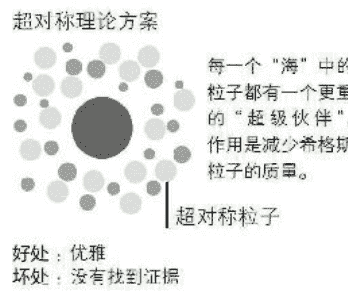 超对称理论方案
每一个“海”中的
粒子都有一个更重
的“超级伙伴”
作用是减少希格斯
粒子的质量。
超对称粒子
好处：优雅
坏处：没有找到证据